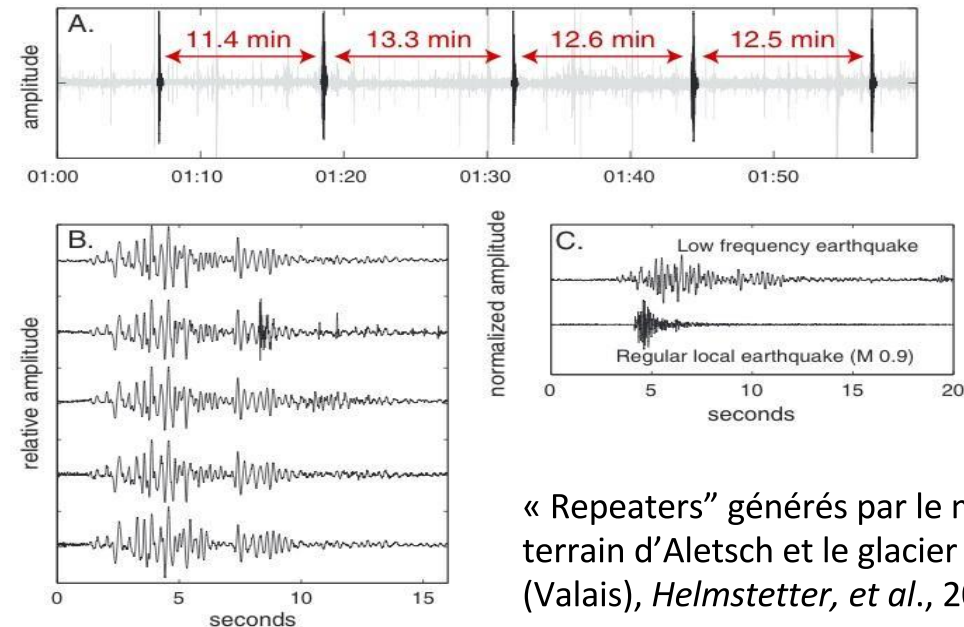 A.
11.4 min 13.3 min 12.6 min 12.5 min
amplitude
01:00 01:10 01:20 01:30 01:40 01:50
B.
relative amplitude
0 5 10 15
seconds
C.
Low frequency earthquake
Regular local earthquake (M 0.9)
normalized amplitude
0 5 10 15 20
seconds
« Repeaters” générés par le
terrain d’Aletsch et le glacier
(Valais), Helmstetter, et al.,